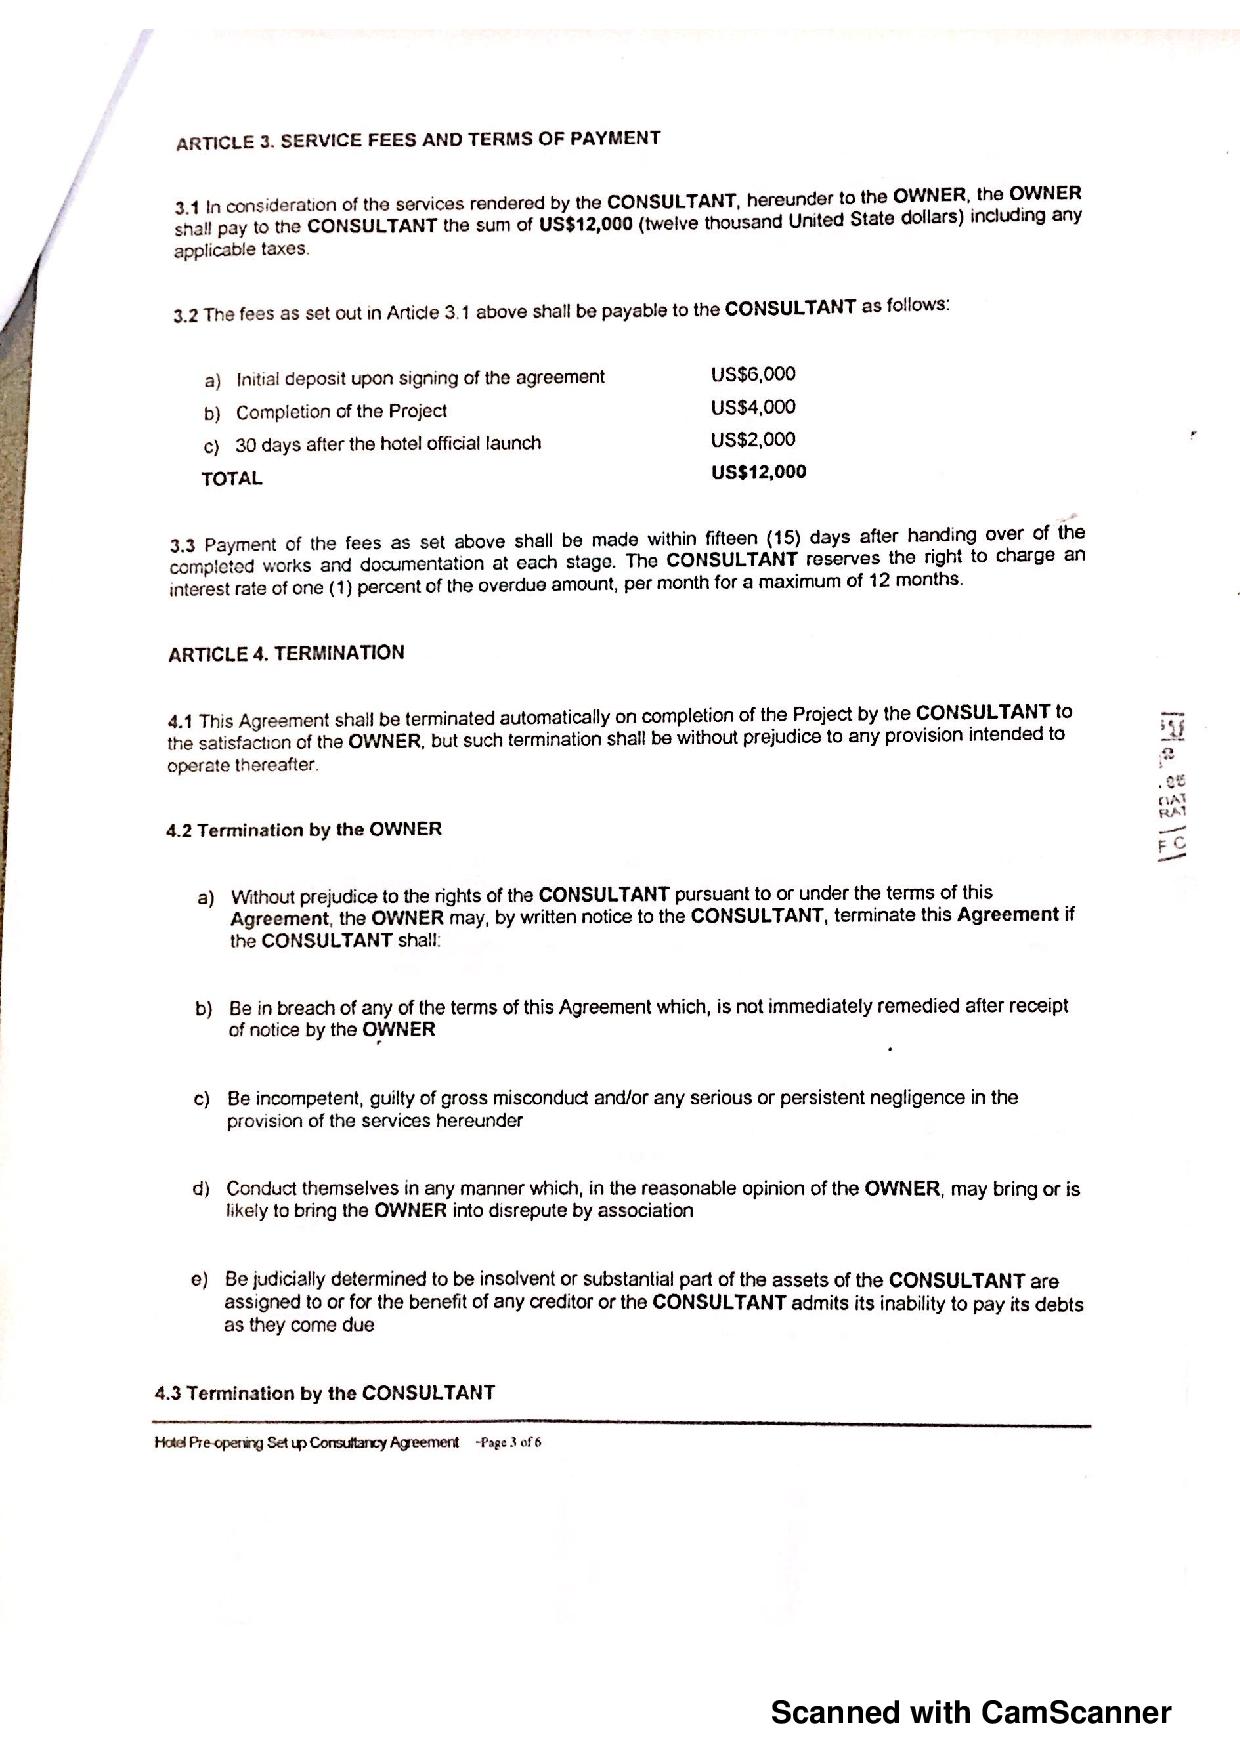 ARTICLE 3. SERVICE FEES AND TERMS OF PAYMENT
3.1 In consideration of the services rendered by the CONSULTANT, hereunder to the OWNER, the OWNER
shall pay to the CONSULTANT the sum of US$12,000 (twelve thousand United State dollars) including any
applicable taxes.
3.2 The fees as set out in Article 3.1 above shall be payable to the CONSULTANT as follows:
a) Initial deposit upon signing of the agreement US$6,000
b) Completion of the Project US$4,000
c) 30 days after the hotel official launch US$2,000
TOTAL US$12,000
3.3 Payment of the fees as set above shall be made within fifteen (15) days after handing over of the
completed works and documentation at each stage. The CONSULTANT reserves the right to charge an
interest rate of one (1) percent of the overdue amount, per month for a maximum of 12 months.
ARTICLE 4. TERMINATION
4.1 This Agreement shall be terminated automatically on completion of the Project by the CONSULTANT to
the satisfaction of the OWNER, but such termination shall be without prejudice to any provision intended to
operate thereafter.
4.2 Termination by the OWNER
a) Without prejudice to the rights of the CONSULTANT pursuant to or under the terms of this
Agreement, the OWNER may, by written notice to the CONSULTANT, terminate this Agreement if
the CONSULTANT shall:
b) Be in breach of any of the terms of this Agreement which, is not immediately remedied after receipt
of notice by the OWNER
c) Be incompetent, guilty of gross misconduct and/or any serious or persistent negligence in the
provision of the services hereunder
d) Conduct themselves in any manner which, in the reasonable opinion of the OWNER, may bring or is
likely to bring the OWNER into disrepute by association
e) Be judicially determined to be insolvent or substantial part of the assets of the CONSULTANT are
assigned to or for the benefit of any creditor or the CONSULTANT admits its inability to pay its debts
as they come due
4.3 Termination by the CONSULTANT
Hotel Pre-opening Set up Consultancy Agreement -Page 3 of 6
Scanned with CamScanner